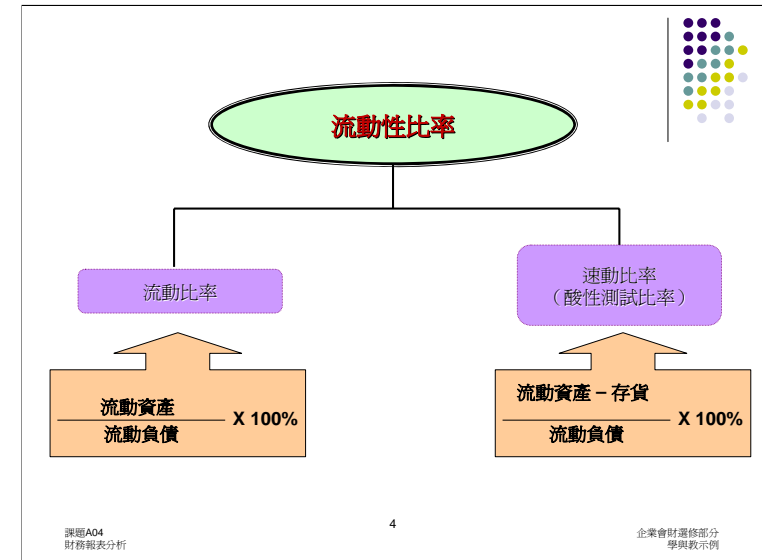 流動性比率
流動比率
速動比率
（酸性測試比率）
流動資產
流動負債
X 100%
流動資產 – 存貨
流動負債
X 100%
課題A04
財務報表分析
4
企業會財選修部分
學與教示例